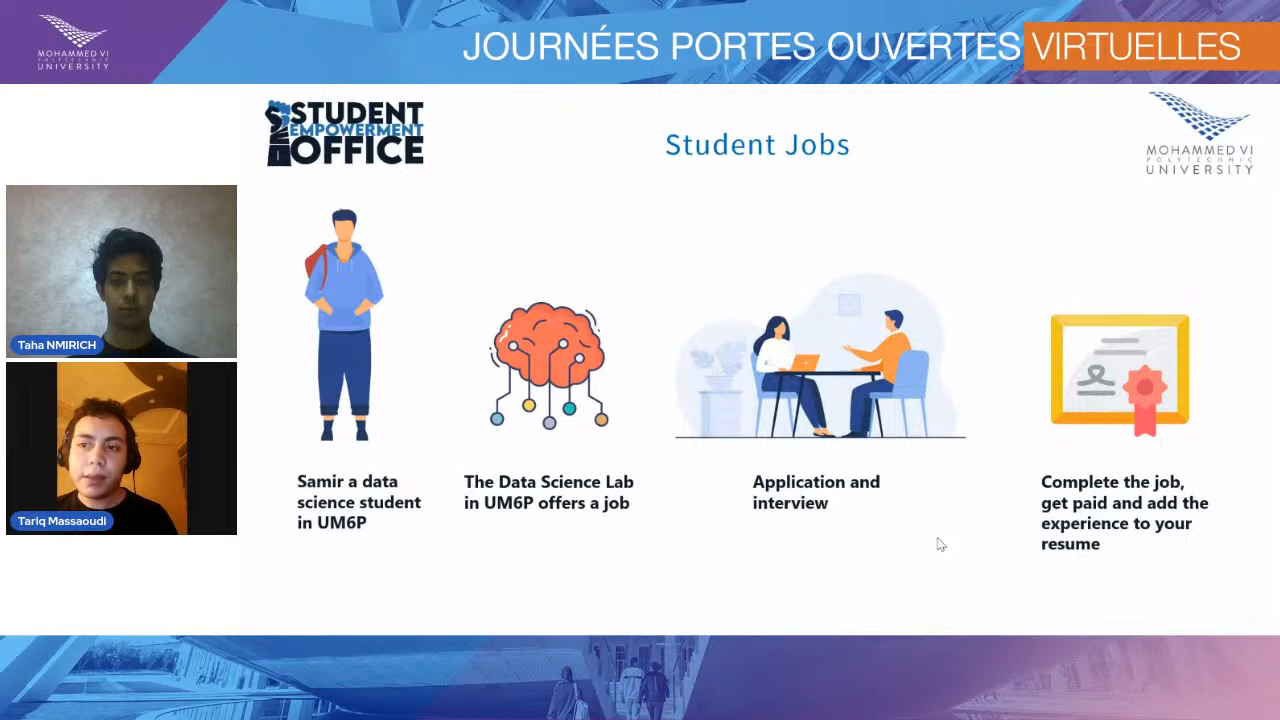 MOHAMMED VI
POLYTECHNIC
UNIVERSITY
JOURNÉES PORTES OUVERTES VIRTUELLES
STUDENT
EMPOWERMENT
OFFICE
Student Jobs
MOHAMMED VI
POLYTECHNIC
UNIVERSITY
Taha NMIRICH
Tariq Massaoudi
Samir a data
science student
in UM6P
The Data Science Lab
in UM6P offers a job
Application and
interview
Complete the job,
get paid and add the
experience to your
resume